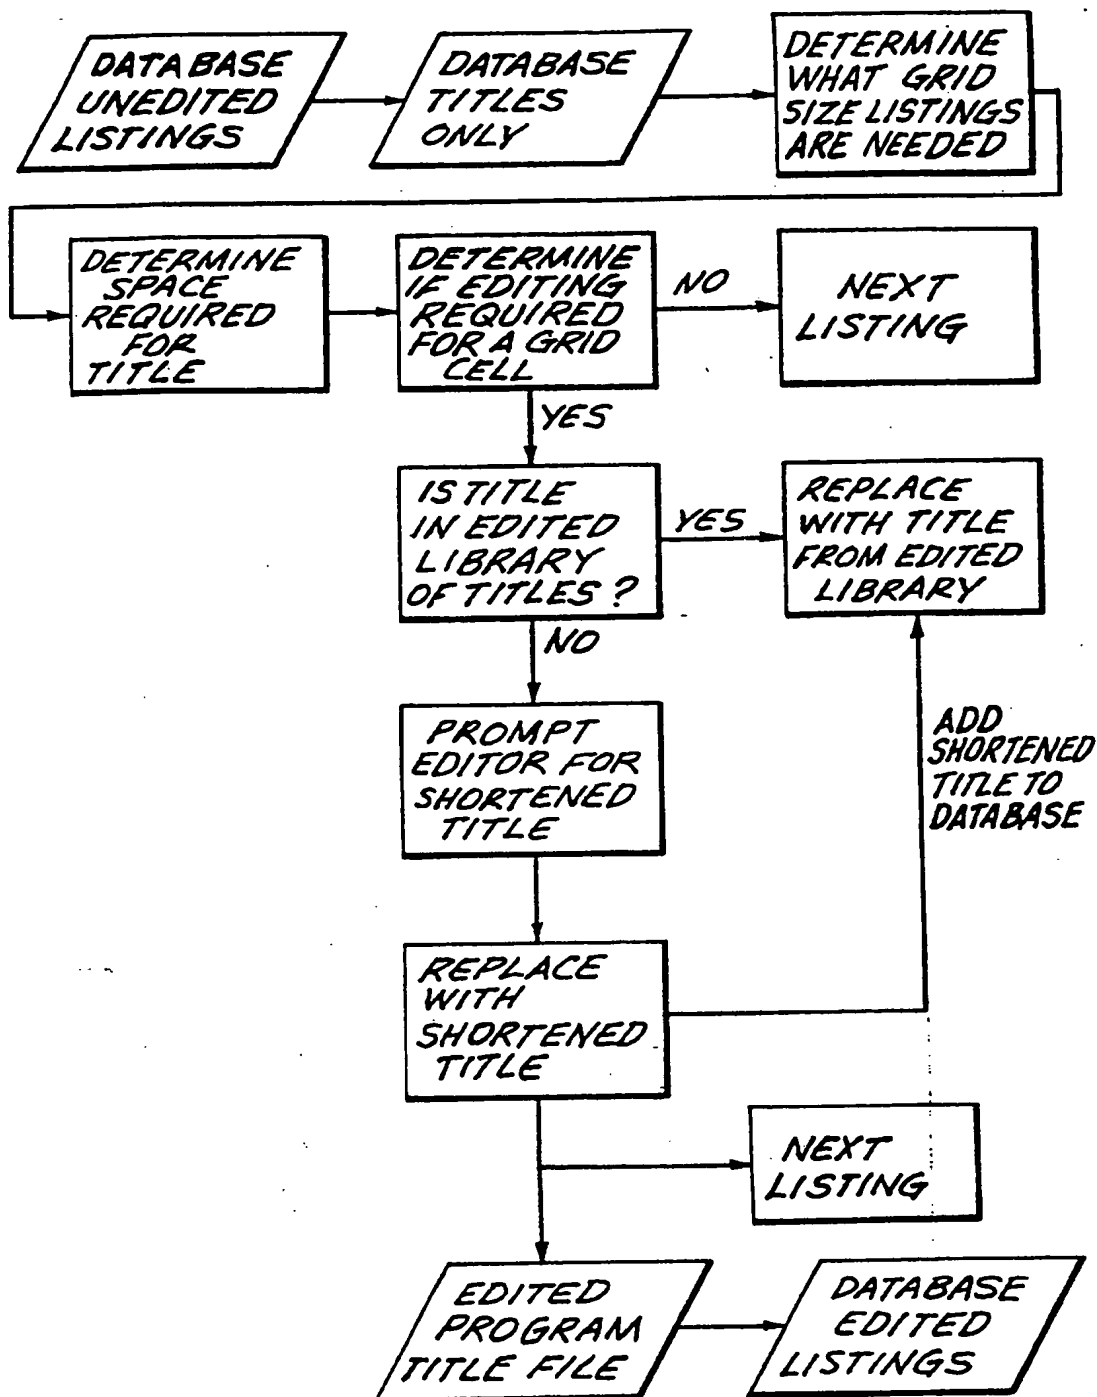 DATABASE
UNEDITED
LISTINGS
DATABASE
TITLES
ONLY
DETERMINE
WHAT GRID
SIZE LISTINGS
ARE NEEDED
DETERMINE
SPACE
REQUIRED
FOR
TITLE
DETERMINE
IF EDITING
REQUIRED
FOR A GRID
CELL
NO
NEXT
LISTING
YES
IS TITLE
IN EDITED
LIBRARY
OF TITLES?
YES
REPLACE
WITH TITLE
FROM EDITED
LIBRARY
NO
PROMPT
EDITOR FOR
SHORTENED
TITLE
ADD
SHORTENED
TITLE TO
DATABASE
REPLACE
WITH
SHORTENED
TITLE
NEXT
LISTING
EDITED
PROGRAM
TITLE FILE
DATABASE
EDITED
LISTINGS